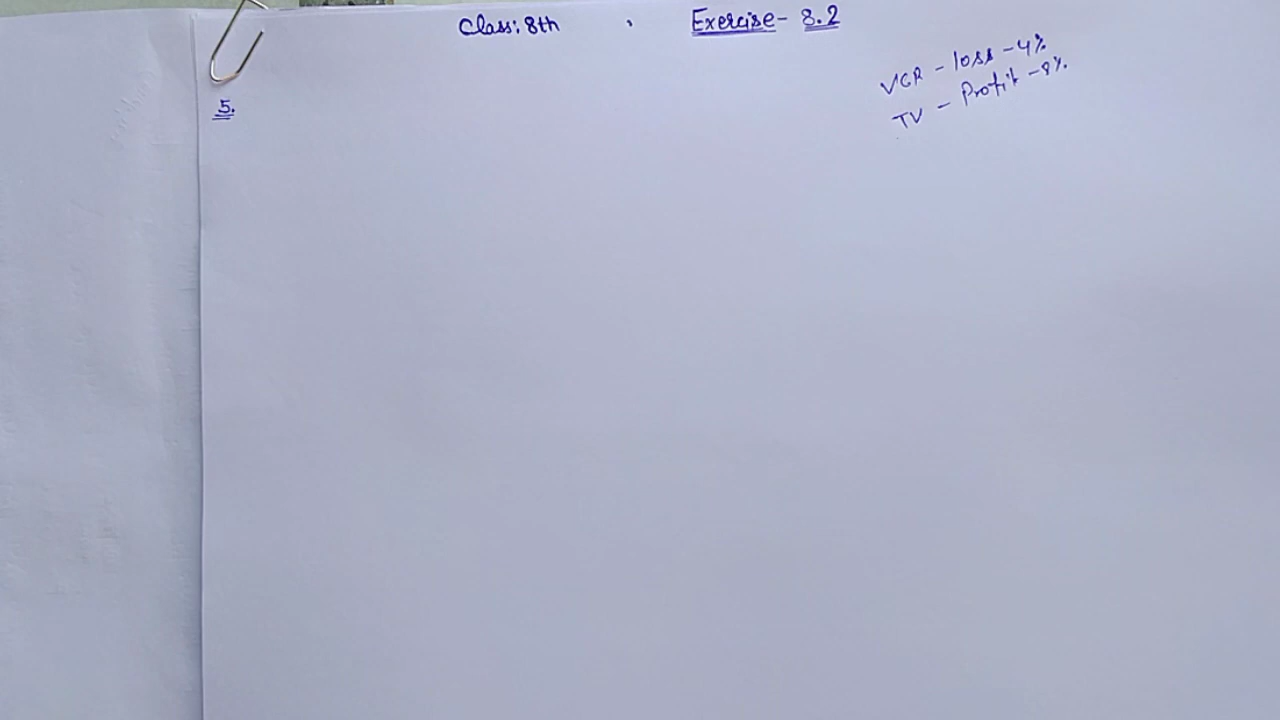 Class: 8th , Exercise- 8.2
VCR - loss - 4%
TV - Profit - 8%
5.